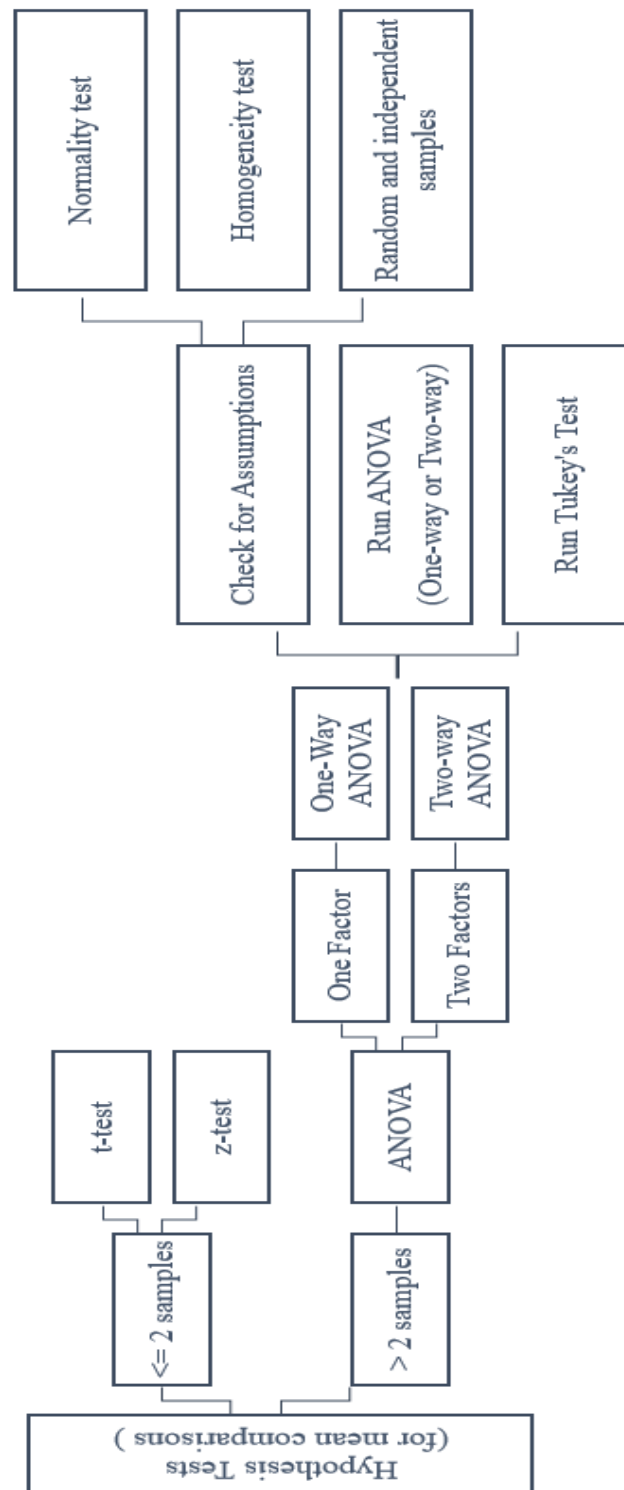 Hypothesis Tests
(for mean comparisons )
<= 2 samples
t-test
z-test
> 2 samples
ANOVA
One Factor
One-Way
ANOVA
Two Factors
Two-way
ANOVA
Check for Assumptions
Normality test
Homogeneity test
Random and independent
samples
Run ANOVA
(One-way or Two-way)
Run Tukey's Test